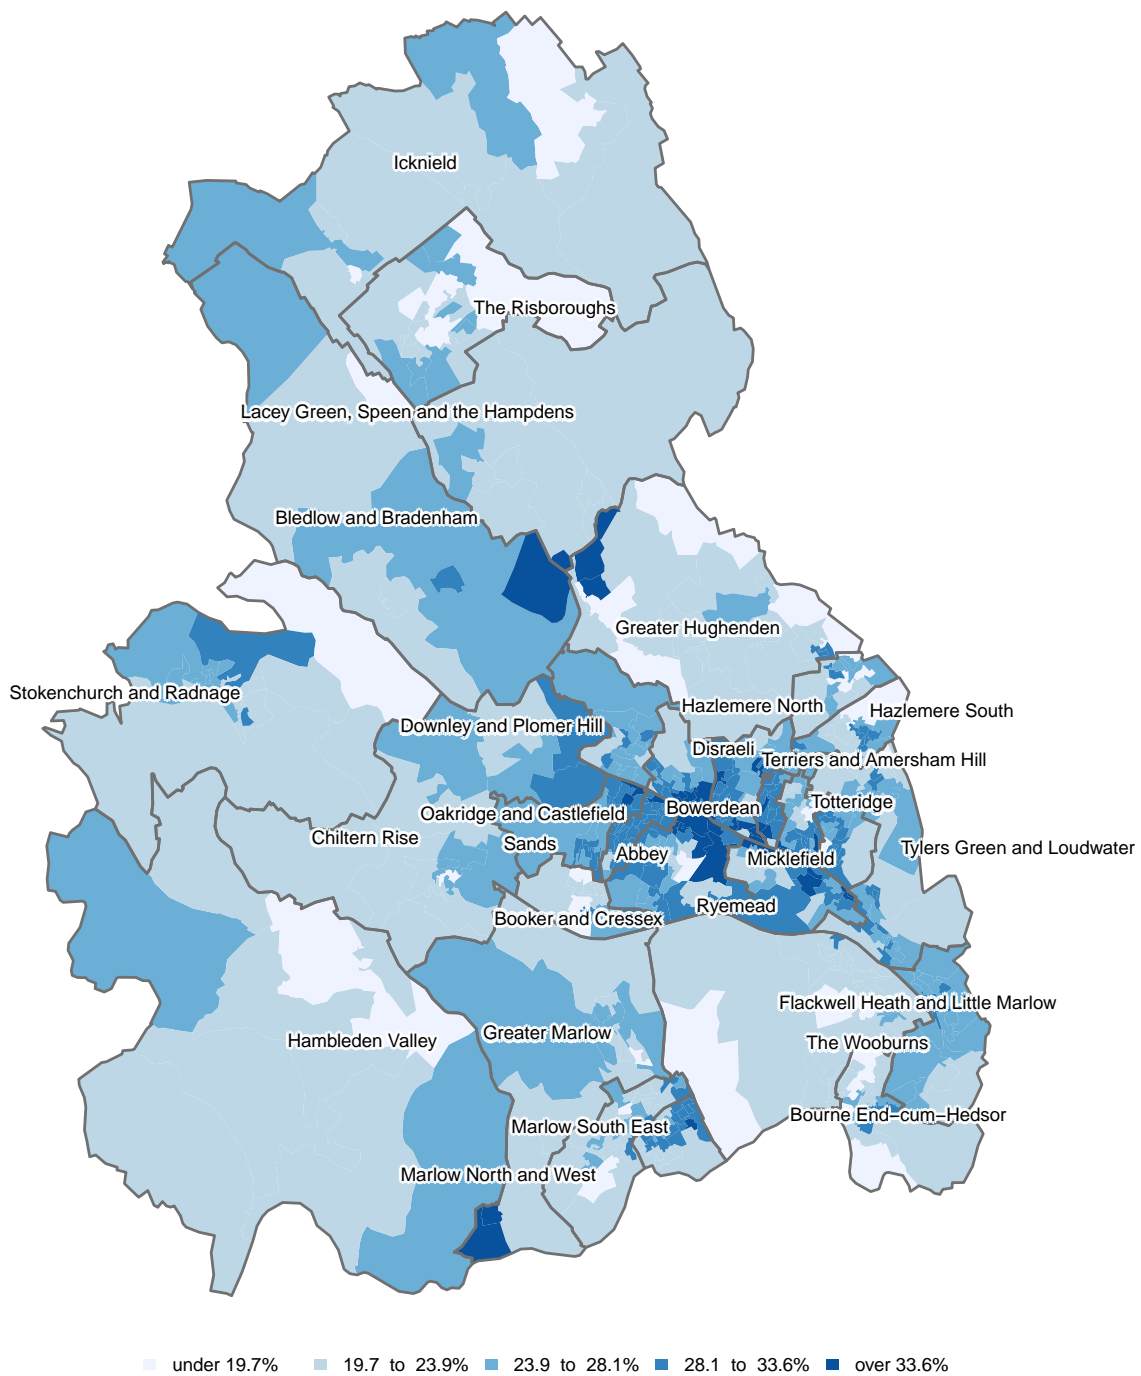 Icknield
The Risboroughs
Lacey Green, Speen and the Hampdens
Bledlow and Bradenham
Greater Hughenden
Stokenchurch and Radnage
Hazlemere North
Hazlemere South
Downley and Plomer Hill
Disraeli
Terriers and Amersham Hill
Oakridge and Castlefield
Bowerdean
Totteridge
Chiltern Rise
Sands
Abbey
Micklefield
Tylers Green and Loudwater
Booker and Cressex
Ryemead
Flackwell Heath and Little Marlow
Hambleden Valley
Greater Marlow
The Wooburns
Marlow South East
Bourne End−cum−Hedsor
Marlow North and West
under 19.7% 19.7 to 23.9% 23.9 to 28.1% 28.1 to 33.6% over 33.6%